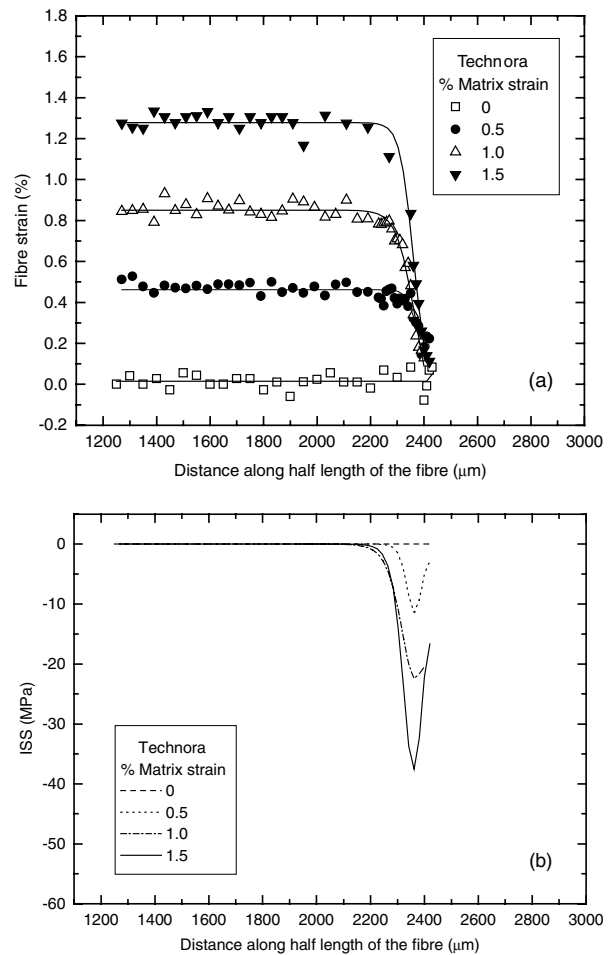 1.8
1.6
1.4
1.2
1.0
0.8
0.6
0.4
0.2
0.0
-0.2
Fibre strain (%)
Technora
% Matrix strain
0
0.5
1.0
1.5
(a)
1200 1400 1600 1800 2000 2200 2400 2600 2800 3000
Distance along half length of the fibre (μm)
0
-10
-20
-30
-40
-50
-60
ISS (MPa)
Technora
% Matrix strain
0
0.5
1.0
1.5
(b)
1200 1400 1600 1800 2000 2200 2400 2600 2800 3000
Distance along half length of the fibre (μm)